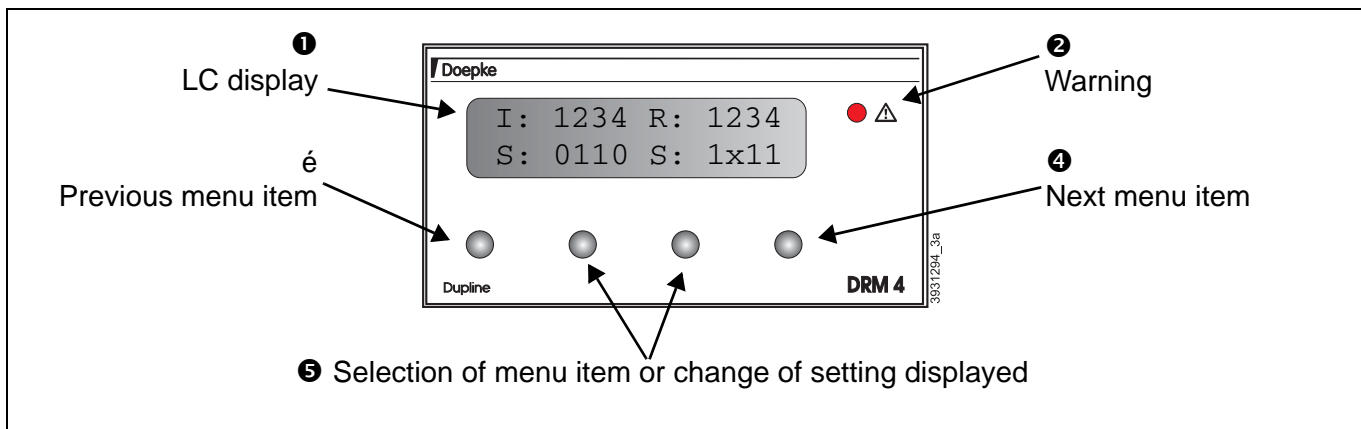 ❶
LC display
Doepke
I: 1234 R: 1234
S: 0110 S: 1x11
❷
Warning
é
Previous menu item
❹
Next menu item
Dupline
DRM 4
3931294_3a
❺ Selection of menu item or change of setting displayed